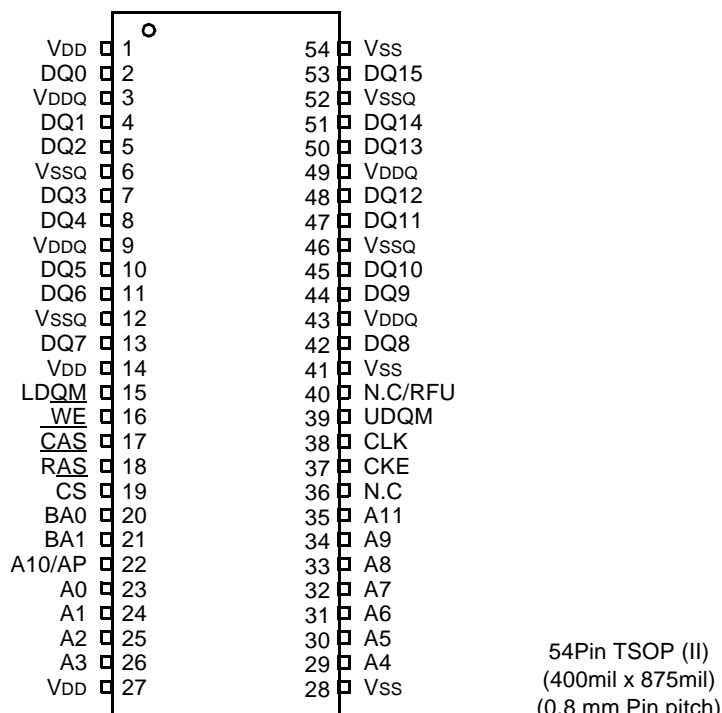 VDD 1 54 VSS
DQ0 2 53 DQ15
VDDQ 3 52 VSSQ
DQ1 4 51 DQ14
DQ2 5 50 DQ13
VSSQ 6 49 VDDQ
DQ3 7 48 DQ12
DQ4 8 47 DQ11
VDDQ 9 46 VSSQ
DQ5 10 45 DQ10
DQ6 11 44 DQ9
VSSQ 12 43 VDDQ
DQ7 13 42 DQ8
VDD 14 41 VSS
LDQM 15 40 N.C/RFU
WE 16 39 UDQM
CAS 17 38 CLK
RAS 18 37 CKE
CS 19 36 N.C
BA0 20 35 A11
BA1 21 34 A9
A10/AP 22 33 A8
A0 23 32 A7
A1 24 31 A6
A2 25 30 A5
A3 26 29 A4
VDD 27 28 VSS
54Pin TSOP (II)
(400mil x 875mil)
(0.8 mm Pin pitch)